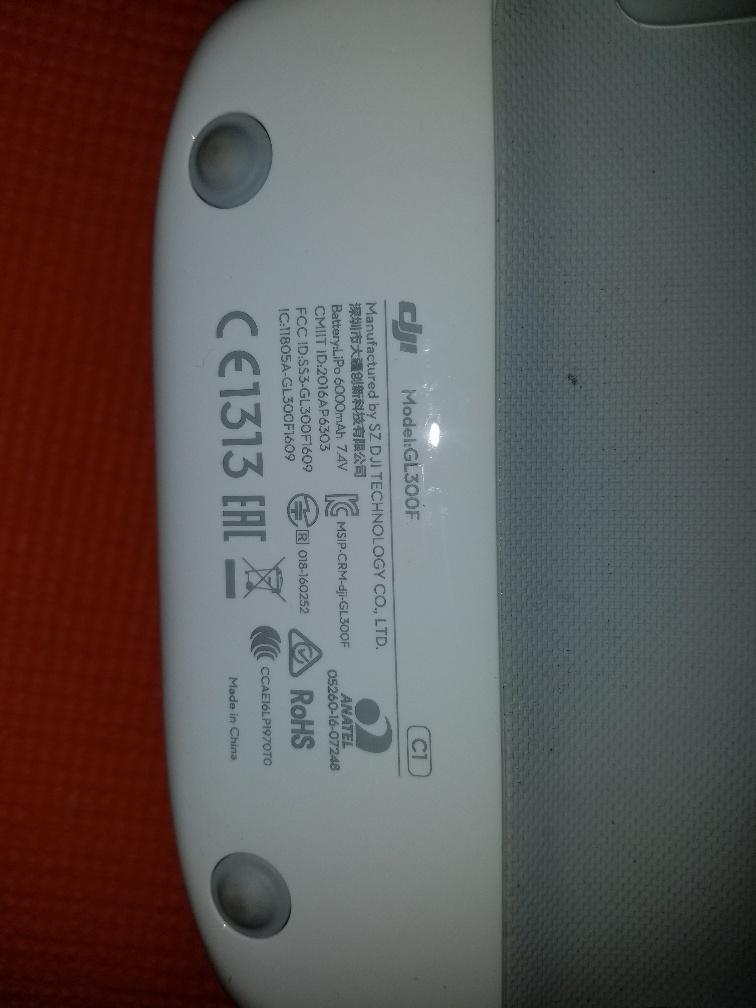 dji Model:GL300F
C1
Manufactured by SZ DJI TECHNOLOGY CO., LTD.
深圳市大疆创新科技有限公司
Battery:LiPo 6000mAh 7.4V
CMIIT ID:2016AP6303
FCC ID:SS3-GL300F1609
IC:11805A-GL300F1609
MSIP-CRM-dji-GL300F
R 018-160252
ANATEL
05260-16-07248
RoHS
CCAE16LP1970T0
CE1313 EAC
Made in China